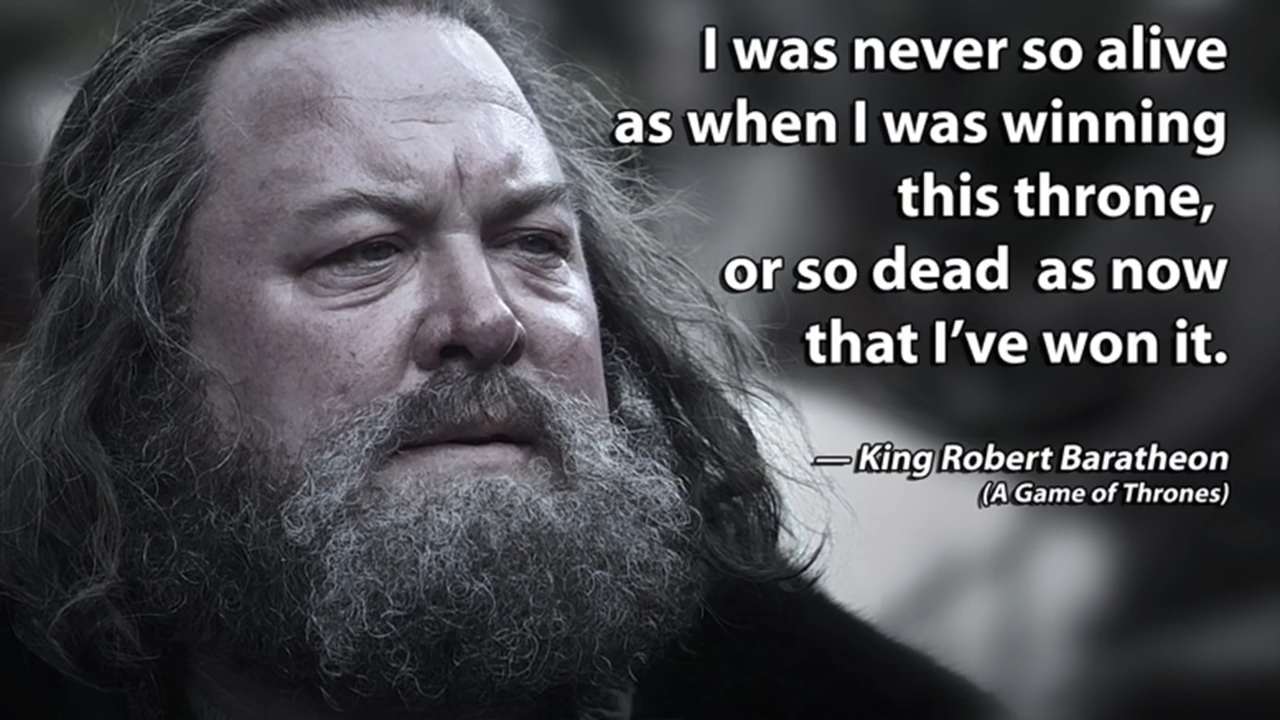 I was never so alive
as when I was winning
this throne,
or so dead as now
that I've won it.
— King Robert Baratheon
(A Game of Thrones)